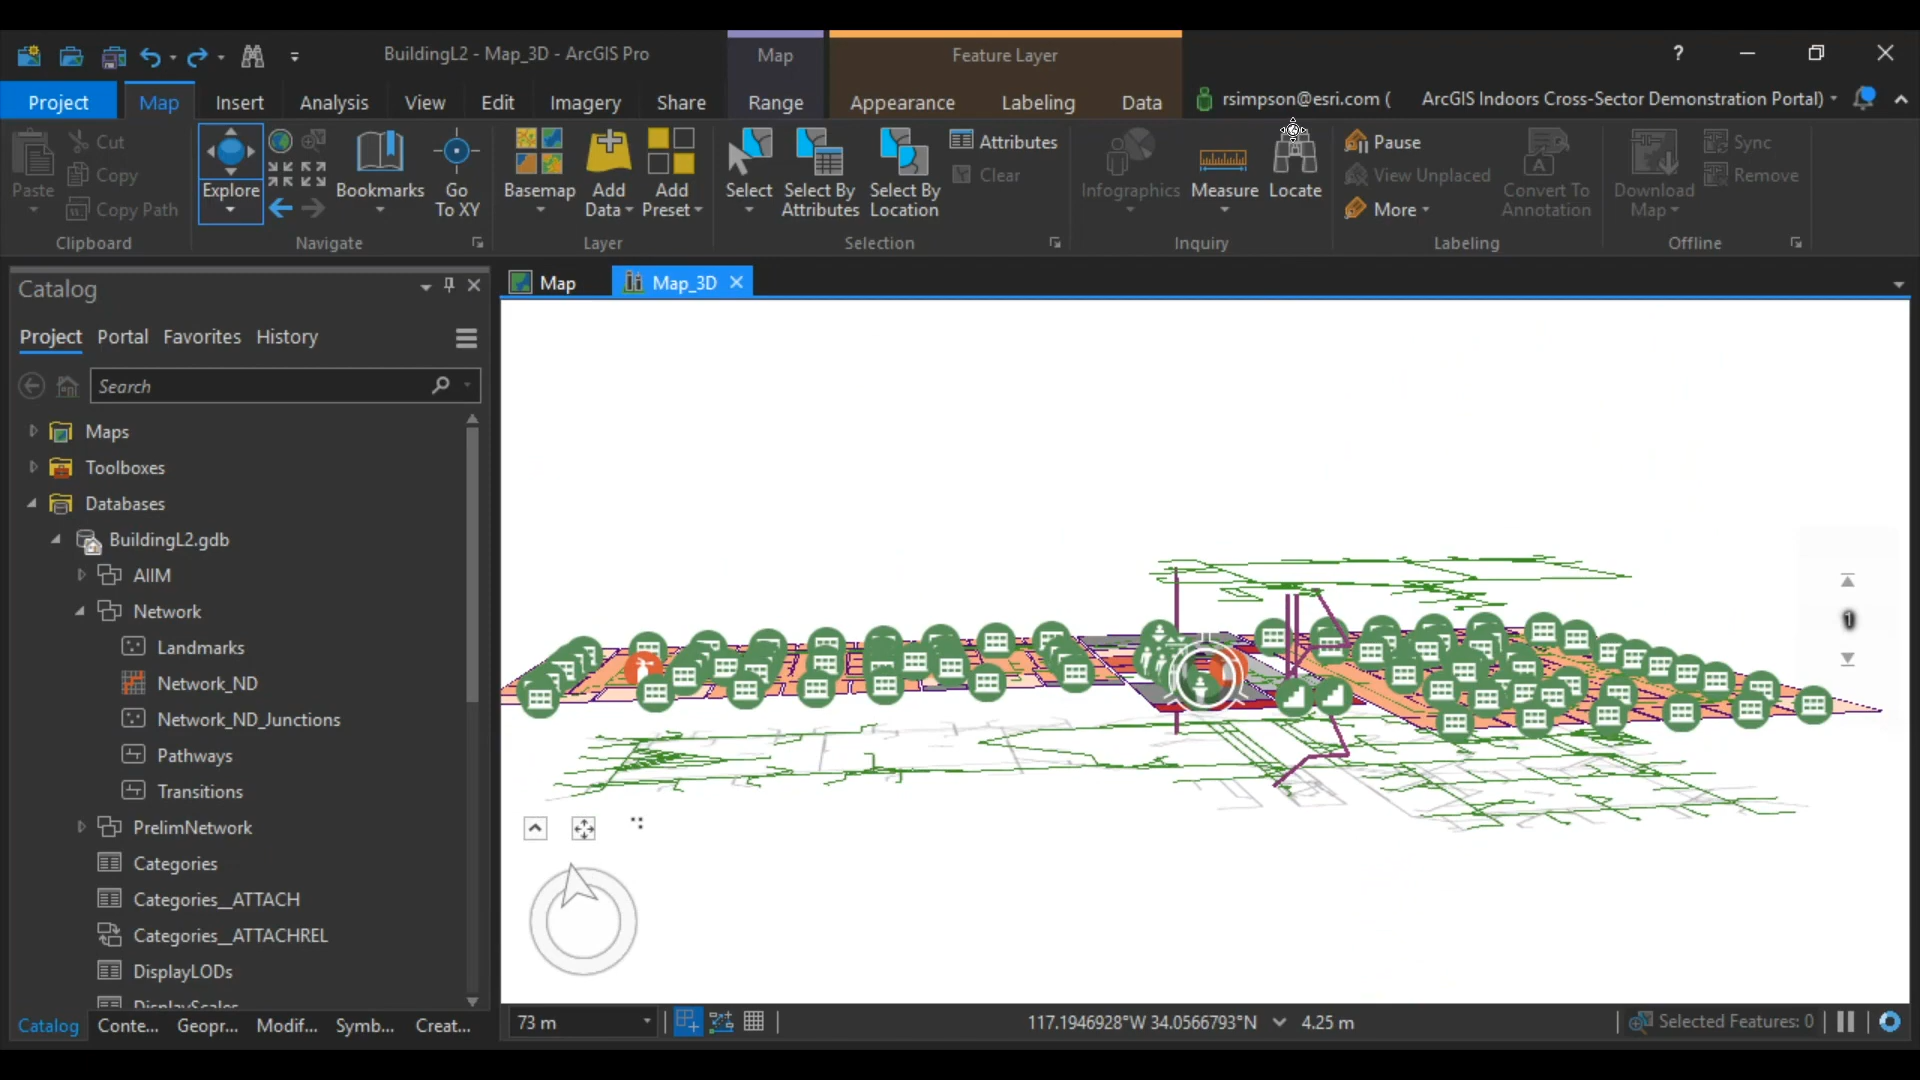 BuildingL2 - Map_3D - ArcGIS Pro
Map
Feature Layer
?
Project
Map
Insert
Analysis
View
Edit
Imagery
Share
Range
Appearance
Labeling
Data
rsimpson@esri.com (
ArcGIS Indoors Cross-Sector Demonstration Portal)
Paste
Cut
Copy
Copy Path
Clipboard
Explore
Bookmarks
Go
To XY
Navigate
Basemap
Add
Data
Add
Preset
Layer
Select
Select By
Attributes
Select By
Location
Attributes
Clear
Selection
Infographics
Measure
Locate
Inquiry
Pause
View Unplaced
More
Convert To
Annotation
Labeling
Download
Map
Sync
Remove
Offline
Catalog
Project
Portal
Favorites
History
Search
Maps
Toolboxes
Databases
BuildingL2.gdb
AIIM
Network
Landmarks
Network_ND
Network_ND_Junctions
Pathways
Transitions
PrelimNetwork
Categories
Categories__ATTACH
Categories__ATTACHREL
DisplayLODs
DisplayScales
Catalog
Conte...
Geopr...
Modif...
Symb...
Creat...
Map
Map_3D
1
73 m
117.1946928°W 34.0566793°N
4.25 m
Selected Features: 0